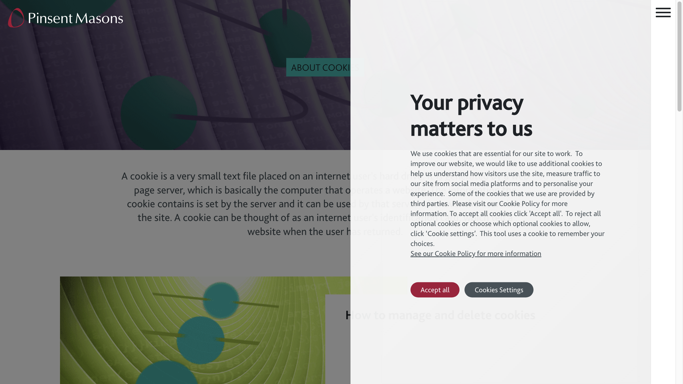 Pinsent Masons
ABOUT COOKI
Your privacy
matters to us
We use cookies that are essential for our site to work. To
improve our website, we would like to use additional cookies to
help us understand how visitors use the site, measure traffic to
our site from social media platforms and to personalise your
experience. Some of the cookies that we use are provided by
third parties. Please visit our Cookie Policy for more
information. To accept all cookies click 'Accept all'. To reject all
optional cookies or choose which optional cookies to allow,
click 'Cookie settings'. This tool uses a cookie to remember your
choices.
See our Cookie Policy for more information
Accept all
Cookies Settings
A cookie is a very small text file placed on an internet
page server, which is basically the computer that o
cookie contains is set by the server and it can be use
the site. A cookie can be thought of as an internet
website when the user h
How to manage and delete cookies